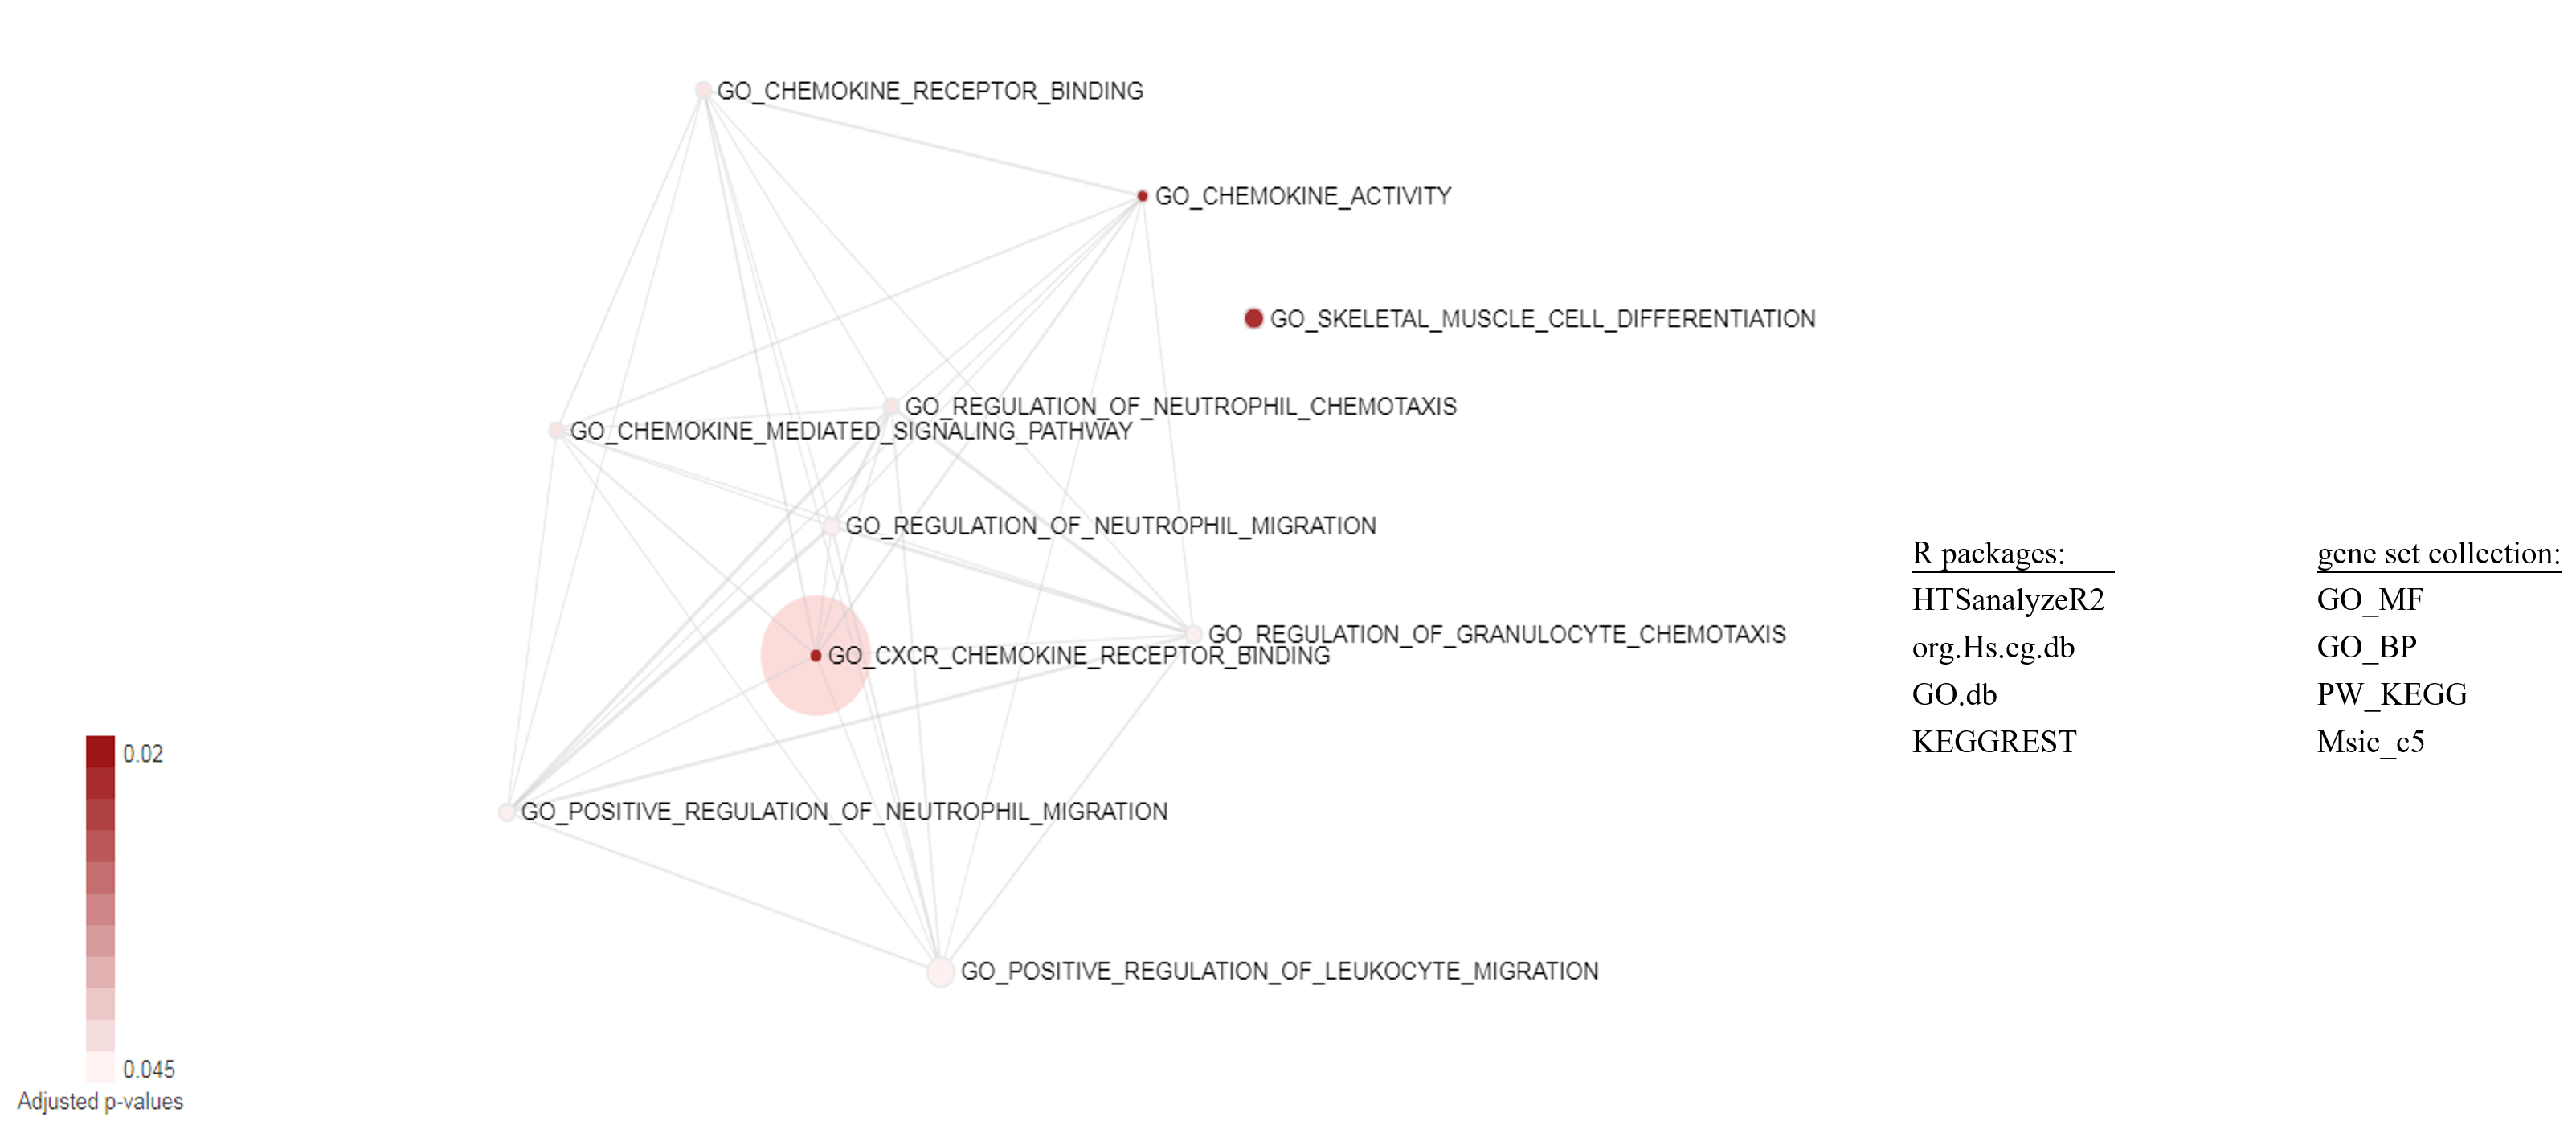 GO_CHEMOKINE_RECEPTOR_BINDING
GO_CHEMOKINE_ACTIVITY
GO_SKELETAL_MUSCLE_CELL_DIFFERENTIATION
GO_REGULATION_OF_NEUTROPHIL_CHEMOTAXIS
GO_CHEMOKINE_MEDIATED_SIGNALING_PATHWAY
GO_REGULATION_OF_NEUTROPHIL_MIGRATION
GO_REGULATION_OF_GRANULOCYTE_CHEMOTAXIS
GO_CXCR_CHEMOKINE_RECEPTOR_BINDING
GO_POSITIVE_REGULATION_OF_NEUTROPHIL_MIGRATION
GO_POSITIVE_REGULATION_OF_LEUKOCYTE_MIGRATION
0.02
0.045
Adjusted p-values
R packages:
HTSanalyzeR2
org.Hs.eg.db
GO.db
KEGGREST
gene set collection:
GO_MF
GO_BP
PW_KEGG
Msic_c5